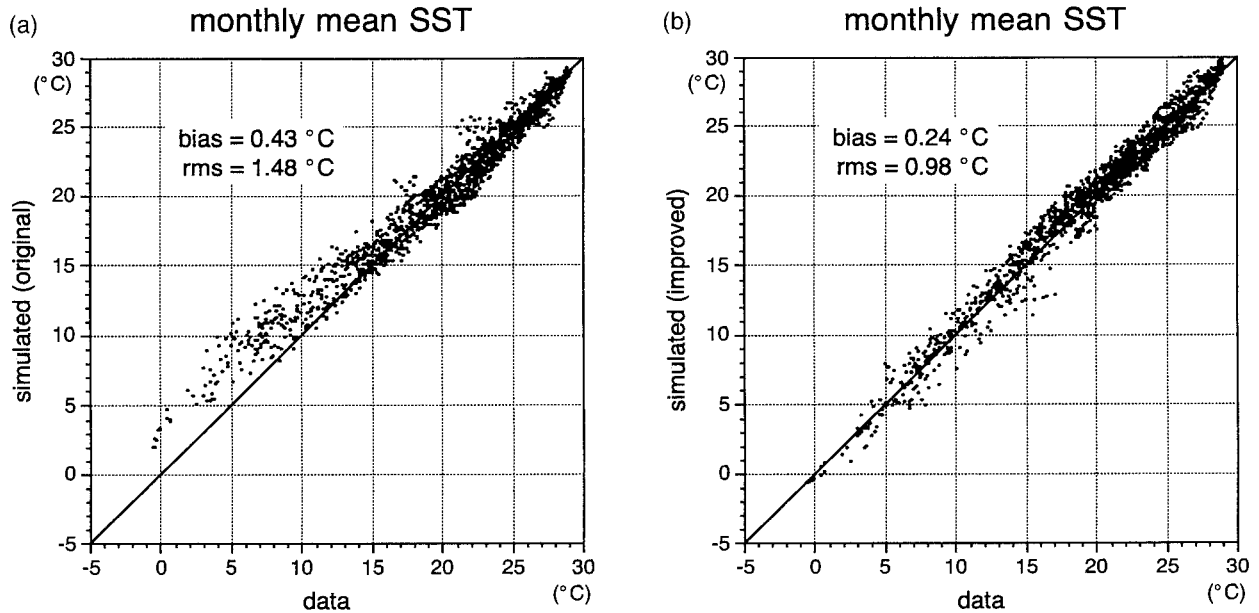 (a) monthly mean SST
30
(°C)
25
20
15
10
5
0
-5
bias = 0.43 °C
rms = 1.48 °C
simulated (original)
-5 0 5 10 15 20 25 30
data (°C)
(b) monthly mean SST
30
(°C)
25
20
15
10
5
0
-5
bias = 0.24 °C
rms = 0.98 °C
simulated (improved)
-5 0 5 10 15 20 25 30
data (°C)